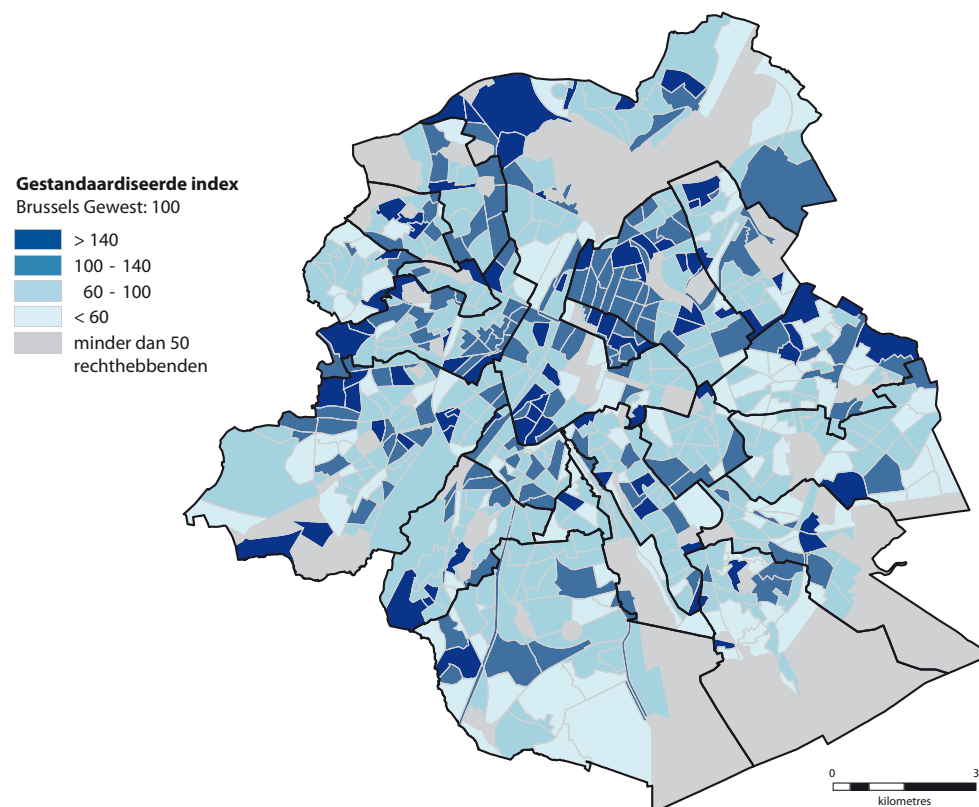 Gestandaardiseerde index
Brussels Gewest: 100
> 140
100 - 140
60 - 100
< 60
minder dan 50
rechthebbenden
0 3
kilometres